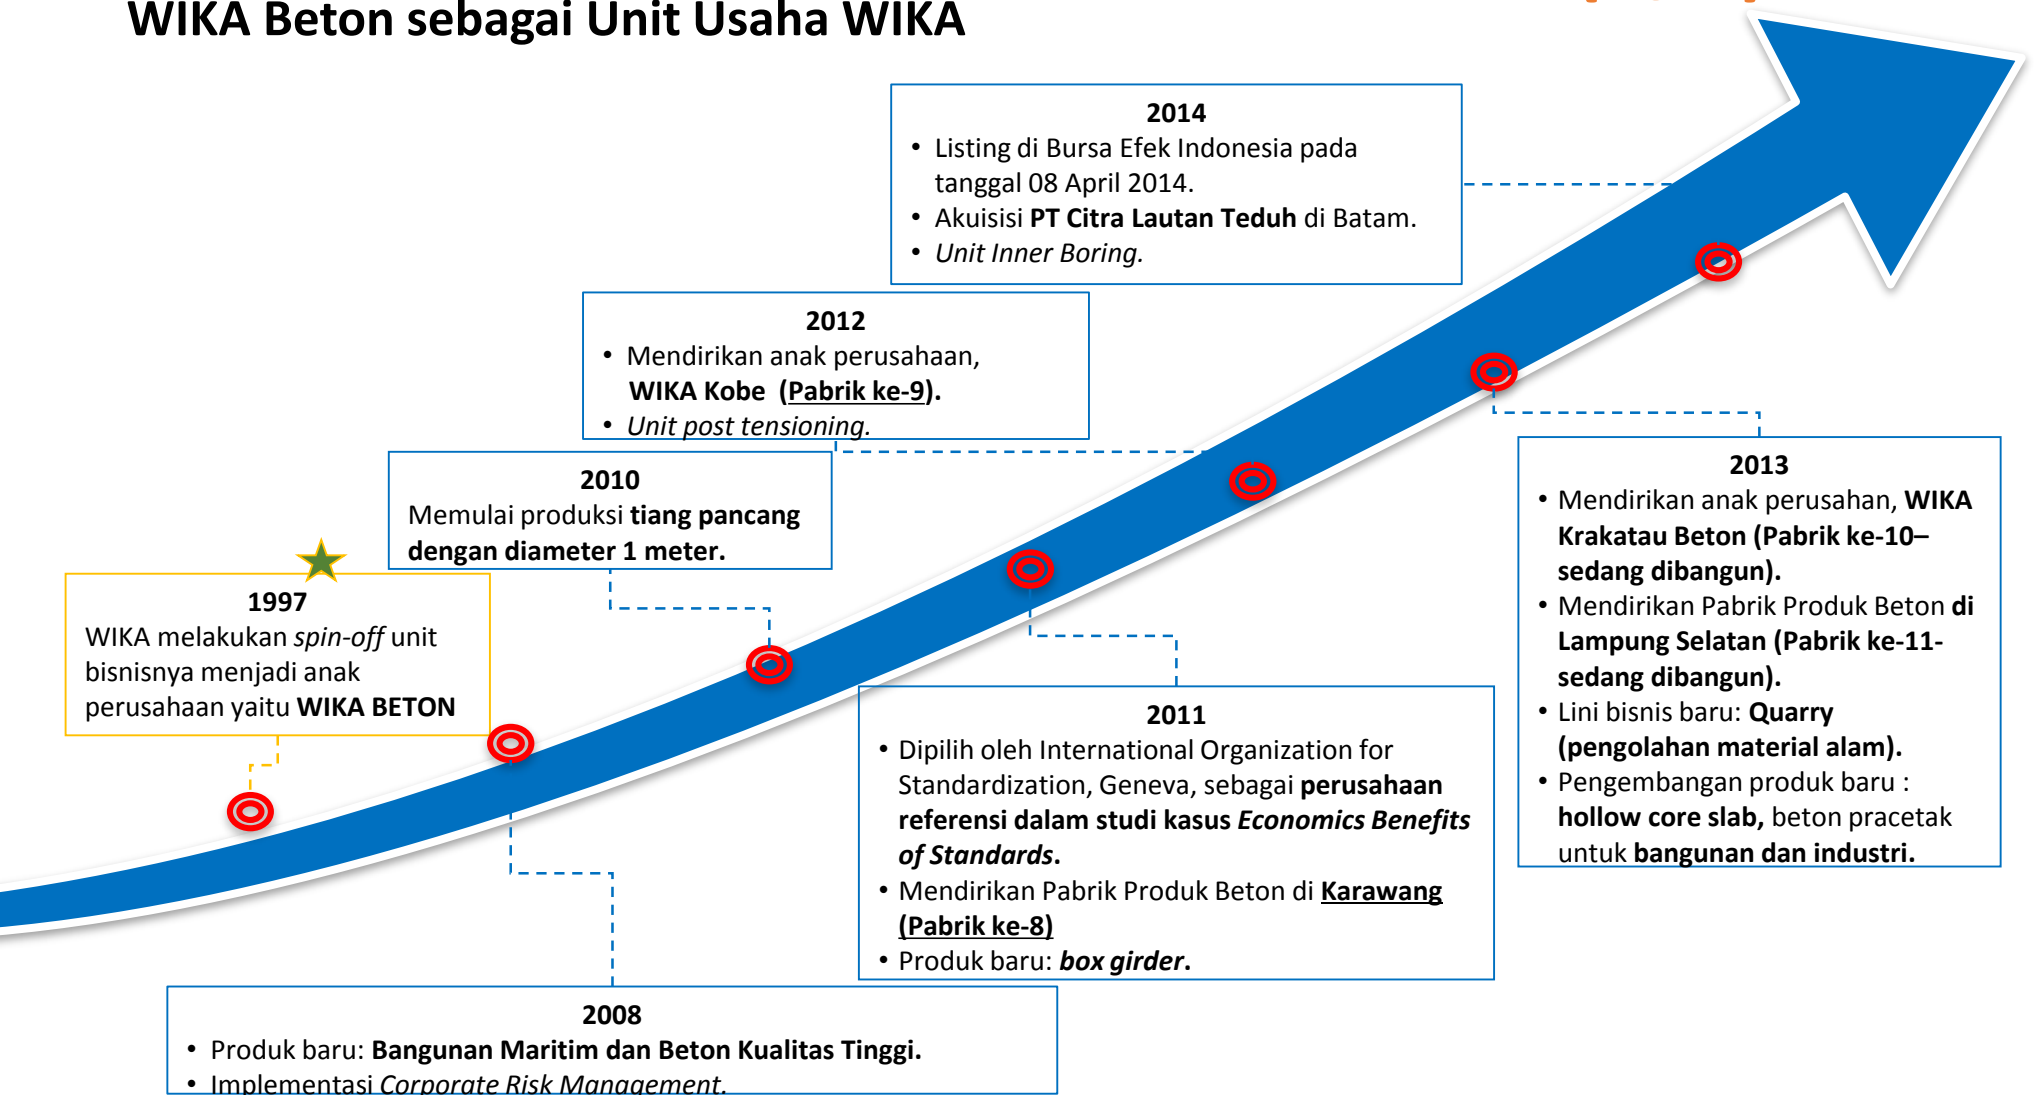 WIKA Beton sebagai Unit Usaha WIKA
2014
• Listing di Bursa Efek Indonesia pada
tanggal 08 April 2014.
• Akuisisi PT Citra Lautan Teduh di Batam.
• Unit Inner Boring.
2012
• Mendirikan anak perusahaan,
WIKA Kobe (Pabrik ke-9).
• Unit post tensioning.
2010
Memulai produksi tiang pancang
dengan diameter 1 meter.
1997
WIKA melakukan spin-off unit
bisnisnya menjadi anak
perusahaan yaitu WIKA BETON
2013
• Mendirikan anak perusahan, WIKA
Krakatau Beton (Pabrik ke-10–
sedang dibangun).
• Mendirikan Pabrik Produk Beton di
Lampung Selatan (Pabrik ke-11-
sedang dibangun).
• Lini bisnis baru: Quarry
(pengolahan material alam).
• Pengembangan produk baru :
hollow core slab, beton pracetak
untuk bangunan dan industri.
2011
• Dipilih oleh International Organization for
Standardization, Geneva, sebagai perusahaan
referensi dalam studi kasus Economics Benefits
of Standards.
• Mendirikan Pabrik Produk Beton di Karawang
(Pabrik ke-8)
• Produk baru: box girder.
2008
• Produk baru: Bangunan Maritim dan Beton Kualitas Tinggi.
• Implementasi Corporate Risk Management.